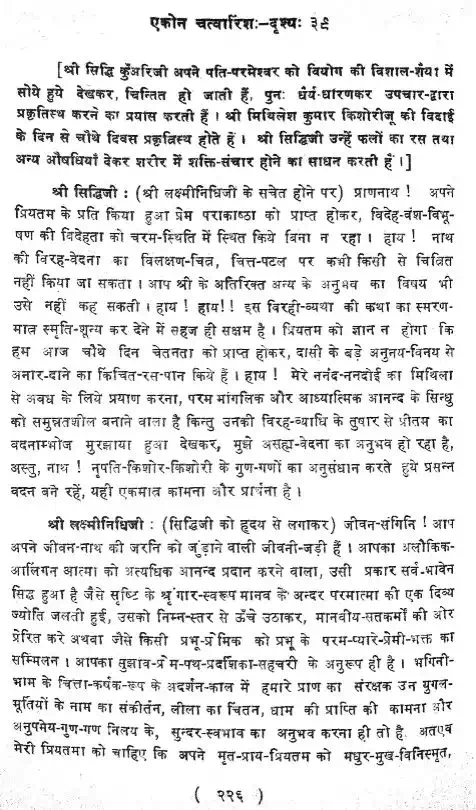 एकोन चत्वारिंश:–दृश्य: ३९
[ श्री सिद्धि कुँअरिजी अपने पति-परमेश्वर को वियोग की विशाल-शैया में
सोये हुये देखकर, चिन्तित हो जाती हैं, पुन: धैर्य-धारणकर उपचार-द्वारा
प्रकृतिस्थ करने का प्रयास करती हैं । श्री मिथिलेश कुमार किशोरीजू की विदाई
के दिन से चौथे दिवस प्रकृतिस्थ होते हैं । श्री सिद्धिजी उन्हें फलों का रस तथा
अन्य औषधियाँ देकर शरीर में शक्ति-संचार होने का साधन करती हैं ।]
श्री सिद्धिजी : (श्री लक्ष्मीनिधिजी के सचेत होने पर) प्राणनाथ ! अपने
प्रियतम के प्रति किया हुआ प्रेम पराकाष्ठा को प्राप्त होकर, विदेह-वंश-विभू-
षण की विदेहता को चरम-स्थिति में स्थित किये बिना न रहा । हाय ! नाथ
की विरह-वेदना का विलक्षण-चित्र, चित्त-पटल पर कभी किसी से चित्रित
नहीं किया जा सकता । आप श्री के अतिरिक्त अन्य के अनुभव का विषय भी
उसे नहीं कह सकती । हाय ! हाय!! इस विरही-व्यथा की कथा का स्मरण-
मात्र स्मृति-शून्य कर देने में सहज ही सक्षम है । प्रियतम को ज्ञान न होगा कि
हम आज चौथे दिन चेतनता को प्राप्त होकर, दासी के बड़े अनुनय-विनय से
अनार-दाने का किंचित-रस-पान किये हैं । हाय ! मेरे ननंद-ननदोई का मिथिला
से अवध के लिये प्रयाण करना, परम मांगलिक और आध्यात्मिक आनन्द के सिन्धु
को समुन्नतशील बनाने वाला है किन्तु उनकी विरह-व्याधि के तुषार से प्रीतम का
वदनाम्भोज मुरझाया हुआ देखकर, मुझे असह्य-वेदना का अनुभव हो रहा है,
अस्तु, नाथ ! नृपति-किशोर-किशोरी के गुण-गणों का अनुसंधान करते हुये प्रसन्न
वदन बने रहें, यही एकमात्र कामना और प्रार्थना है ।
श्री लक्ष्मीनिधिजी : (सिद्धिजी को हृदय से लगाकर) जीवन-संगिनि ! आप
अपने जीवन-नाथ की जरनि को जुड़ाने वाली जीवनी-जड़ी हैं । आपका अलौकिक-
आलिंगन आत्मा को अत्यधिक आनन्द प्रदान करने वाला, उसी प्रकार सर्व-भावेन
सिद्ध हुआ है जैसे सृष्टि के श्रृंगार-स्वरूप मानव के अन्दर परमात्मा की एक दिव्य
ज्योति जलती हुई, उसको निम्न-स्तर से ऊँचे उठाकर, मानवीय-सतकर्मों की ओर
प्रेरित करे अथवा जैसे किसी प्रभु-प्रेमिक को प्रभु के परम-प्यारे-प्रेमी-भक्त का
सम्मिलन । आपका सुझाव-प्रेम-पथ-प्रदर्शिका-सहचरी के अनुरूप ही है । भगिनी-
भाम के चित्ता-कर्षक-रूप के अदर्शन-काल में हमारे प्राण का संरक्षक उन युगल-
मूर्तियों के नाम का संकीर्तन, लीला का चिंतन, धाम की प्राप्ति की कामना और
अनुपमेय-गुण-गण निलय के, सुन्दर-स्वभाव का अनुभव करना ही तो है अतएव
मेरी प्रियतमा को चाहिए कि अपने मृत-प्राय-प्रियतम को मधुर-मुख-विनिस्मृत,
( २२६ )